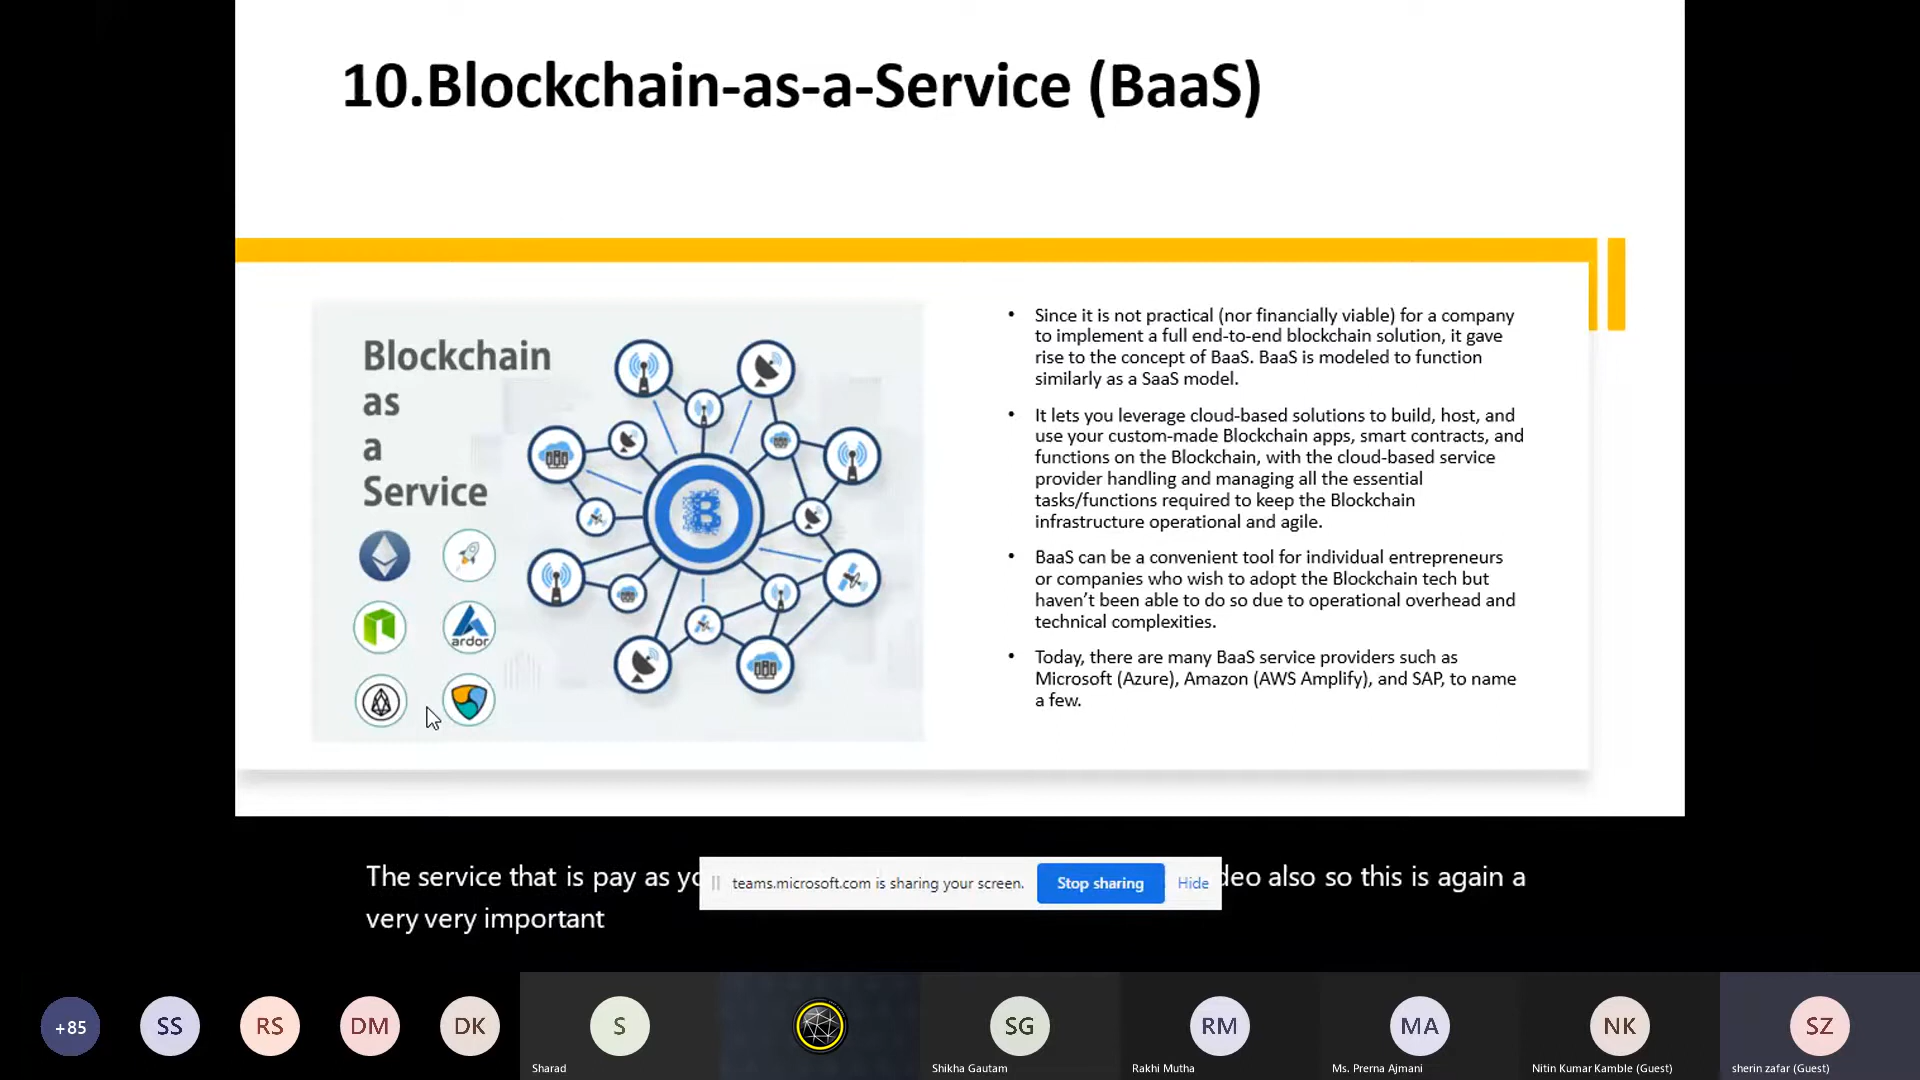 10.Blockchain-as-a-Service (BaaS)
Blockchain
as
a
Service
ardor
• Since it is not practical (nor financially viable) for a company
to implement a full end-to-end blockchain solution, it gave
rise to the concept of BaaS. BaaS is modeled to function
similarly as a SaaS model.
• It lets you leverage cloud-based solutions to build, host, and
use your custom-made Blockchain apps, smart contracts, and
functions on the Blockchain, with the cloud-based service
provider handling and managing all the essential
tasks/functions required to keep the Blockchain
infrastructure operational and agile.
• BaaS can be a convenient tool for individual entrepreneurs
or companies who wish to adopt the Blockchain tech but
haven't been able to do so due to operational overhead and
technical complexities.
• Today, there are many BaaS service providers such as
Microsoft (Azure), Amazon (AWS Amplify), and SAP, to name
a few.
The service that is pay as also so this is again a
very very important
teams.microsoft.com is sharing your screen. Stop sharing Hide
+85 SS RS DM DK S SG RM MA NK SZ
Sharad Shikha Gautam Rakhi Mutha Ms. Prerna Ajmani Nitin Kumar Kamble (Guest) sherin zafar (Guest)